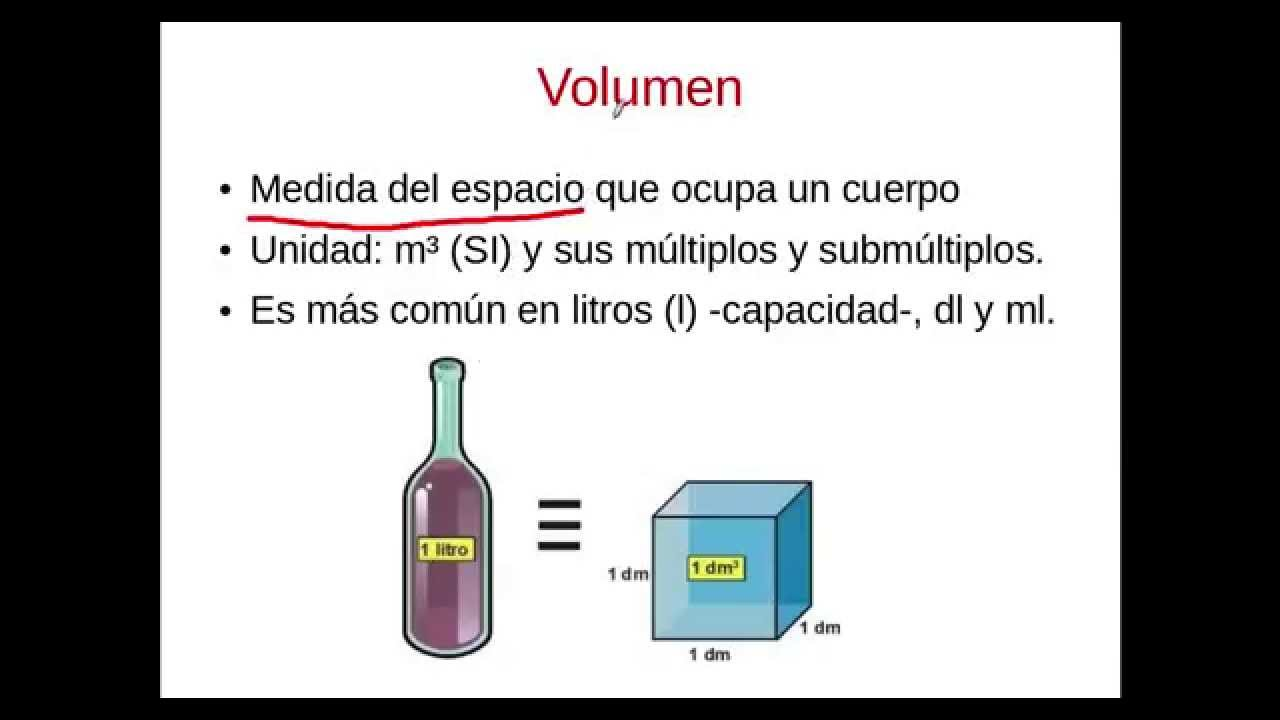 Volumen
• Medida del espacio que ocupa un cuerpo
• Unidad: m³ (SI) y sus múltiplos y submúltiplos.
• Es más común en litros (l) -capacidad-, dl y ml.
1 litro
1 dm³
1 dm
1 dm
1 dm